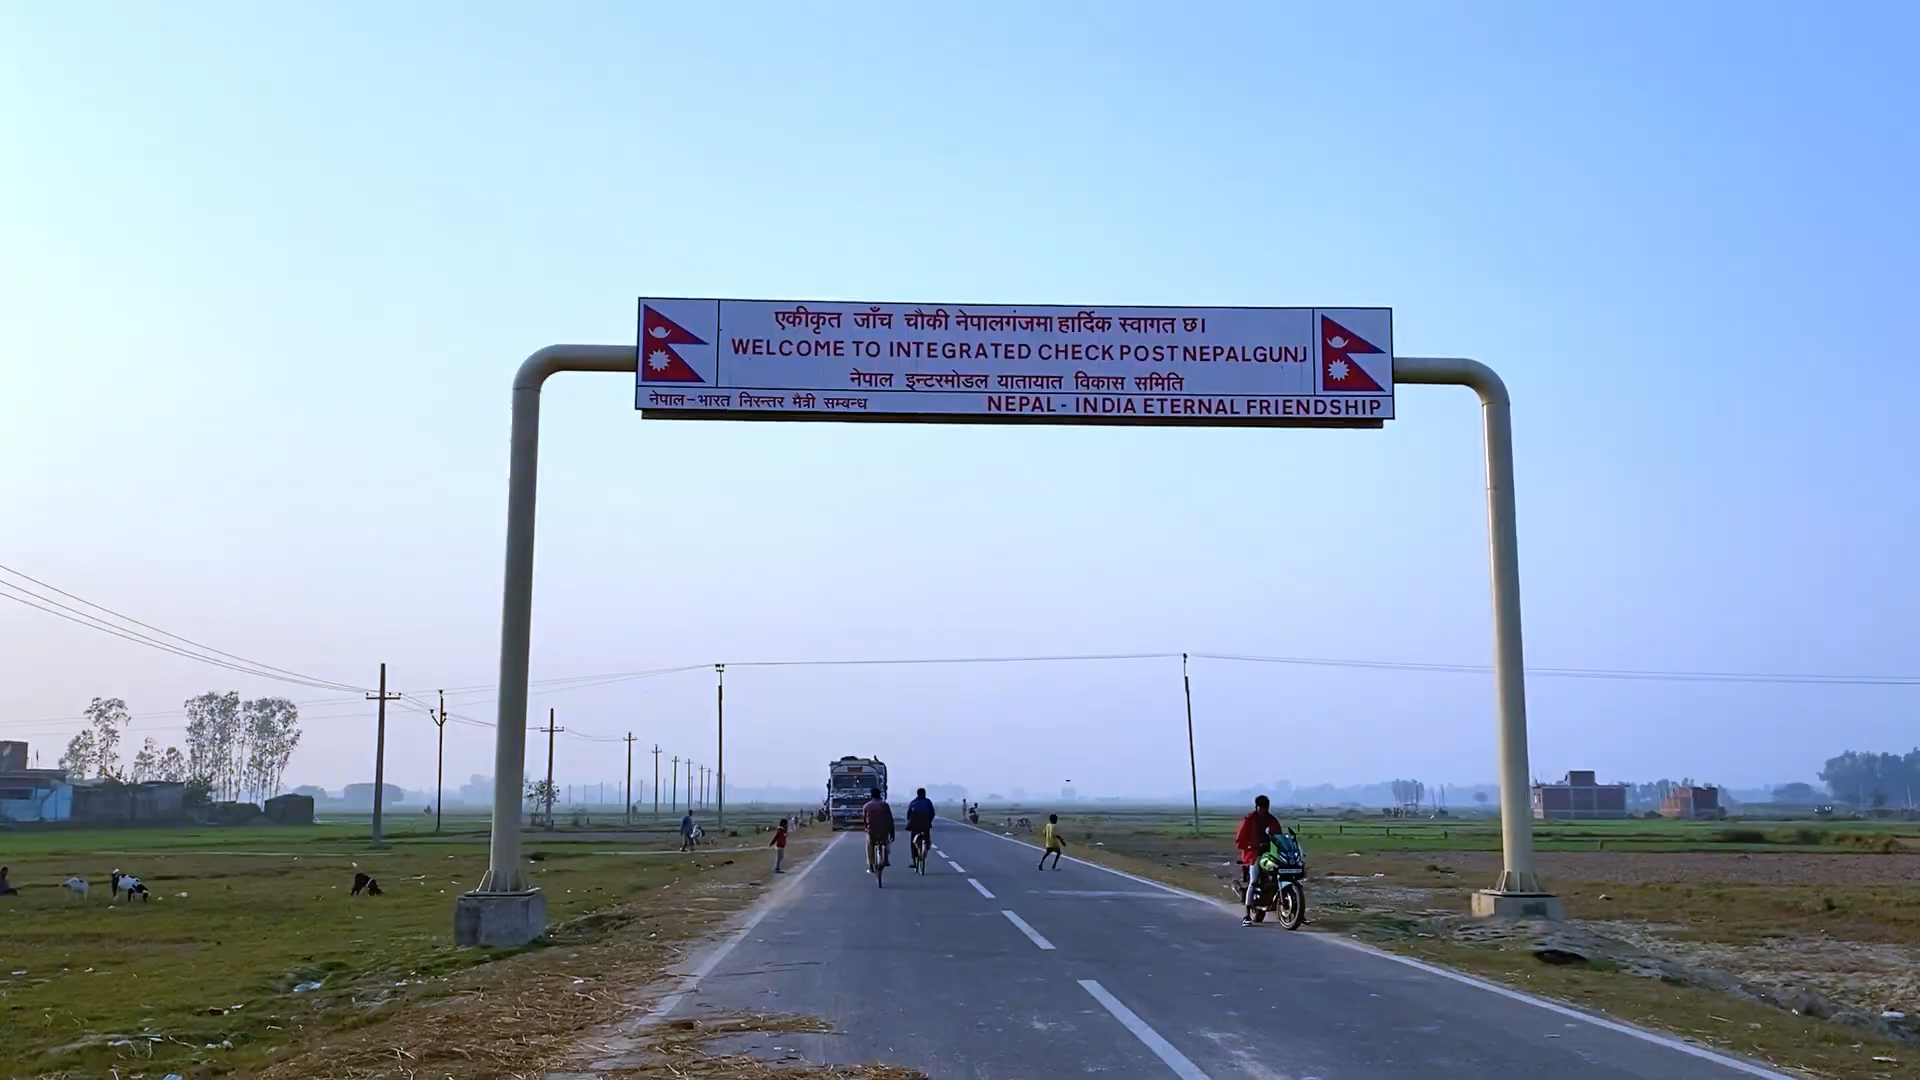 एकीकृत जाँच चौकी नेपालगंजमा हार्दिक स्वागत छ।
WELCOME TO INTEGRATED CHECK POST NEPALGUNJ
नेपाल इन्टरमोडल यातायात विकास समिति
नेपाल-भारत निरन्तर मैत्री सम्बन्ध
NEPAL - INDIA ETERNAL FRIENDSHIP